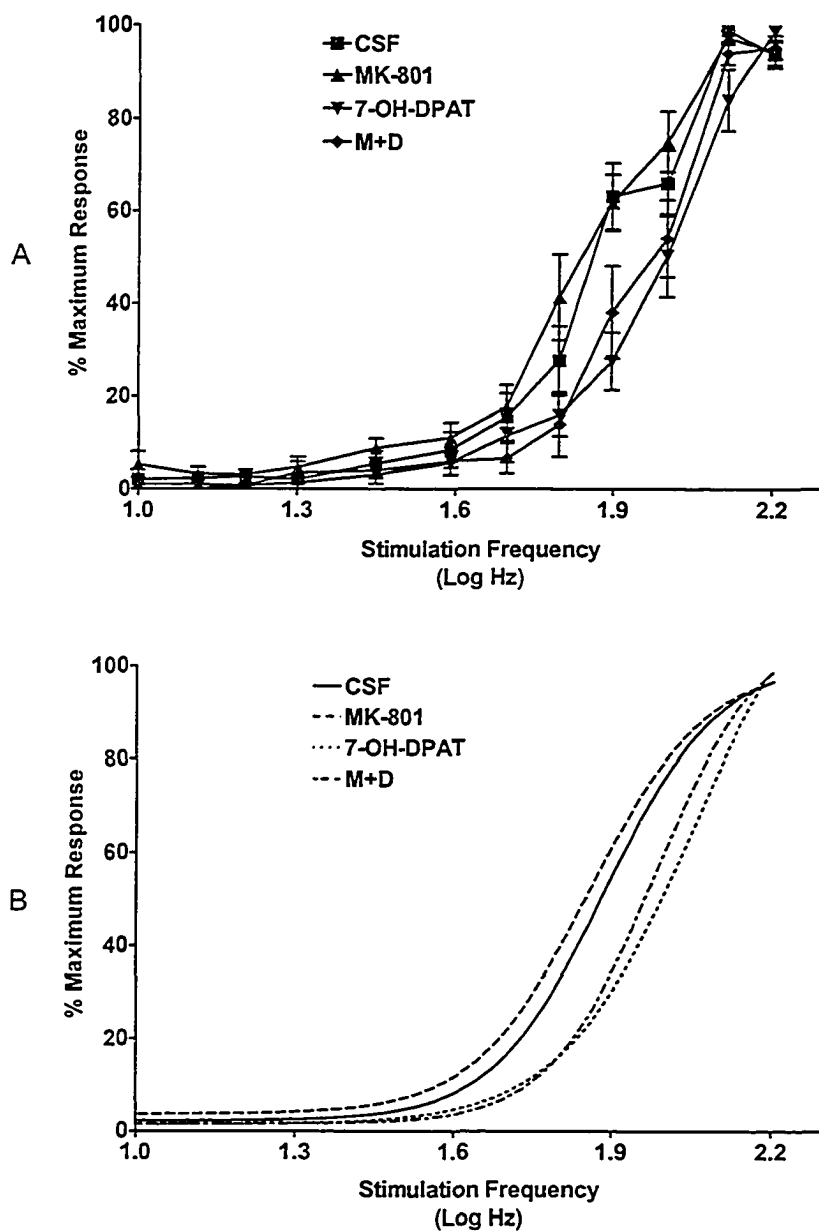 A
% Maximum Response
100
80
60
40
20
0
CSF
MK-801
7-OH-DPAT
M+D
1.0
1.3
1.6
1.9
2.2
Stimulation Frequency
(Log Hz)
B
% Maximum Response
100
80
60
40
20
0
CSF
MK-801
7-OH-DPAT
M+D
1.0
1.3
1.6
1.9
2.2
Stimulation Frequency
(Log Hz)